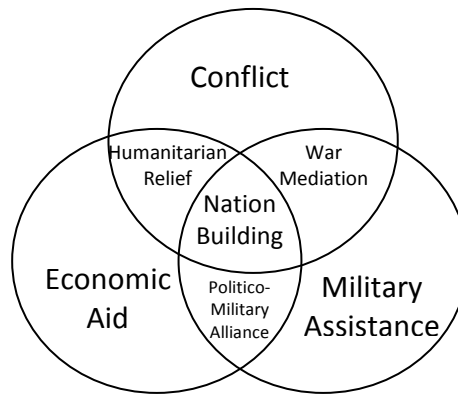 Conflict
Humanitarian
Relief
War
Mediation
Nation
Building
Economic
Aid
Politico-
Military
Alliance
Military
Assistance